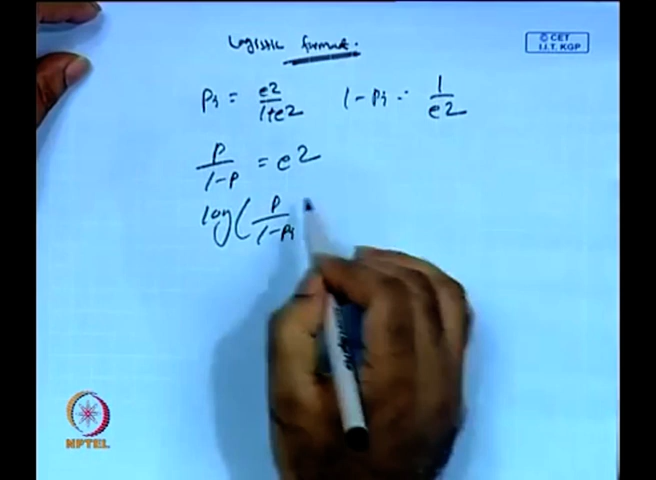 Logistic format.
© CET
I.I.T. KGP
Pi = e2/1+e2 1-Pi = 1/e2
P/1-P = e2
log(P/1-Pi
NPTEL